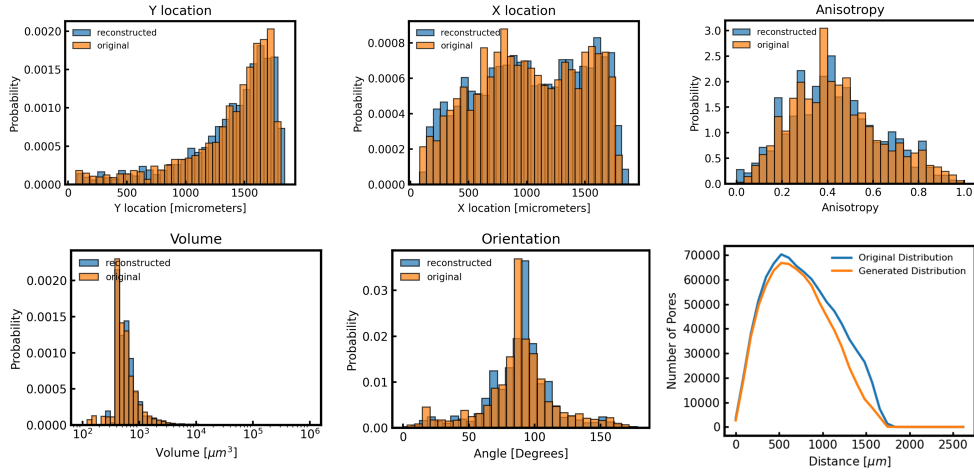 Y location
reconstructed
original
Probability
0.0020
0.0015
0.0010
0.0005
0.0000
500
1000
1500
Y location [micrometers]
X location
reconstructed
original
Probability
0.0008
0.0006
0.0004
0.0002
0.0000
500
1000
1500
X location [micrometers]
Anisotropy
reconstructed
original
Probability
3.0
2.5
2.0
1.5
1.0
0.5
0.0
0.0
0.2
0.4
0.6
0.8
1.0
Anisotropy
Volume
reconstructed
original
Probability
0.0020
0.0015
0.0010
0.0005
0.0000
10²
10³
10⁴
10⁵
10⁶
Volume [μm³]
Orientation
reconstructed
original
Probability
0.03
0.02
0.01
0.00
0
50
100
150
Angle [Degrees]
Original Distribution
Generated Distribution
Number of Pores
70000
60000
50000
40000
30000
20000
10000
0
0
500
1000
1500
2000
2500
Distance [μm]